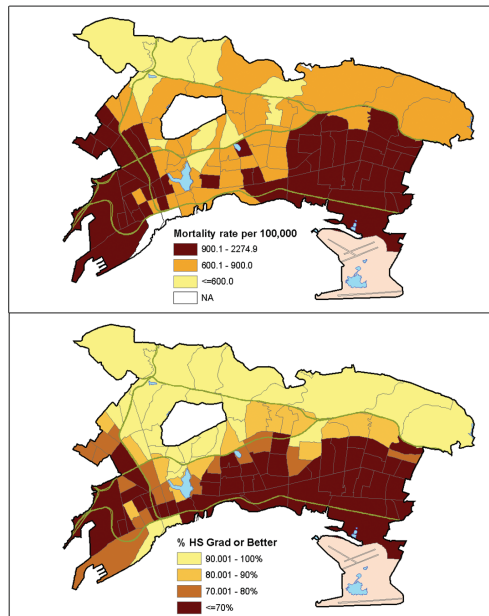 Mortality rate per 100,000
900.1 - 2274.9
600.1 - 900.0
<=600.0
NA
% HS Grad or Better
90.001 - 100%
80.001 - 90%
70.001 - 80%
<=70%